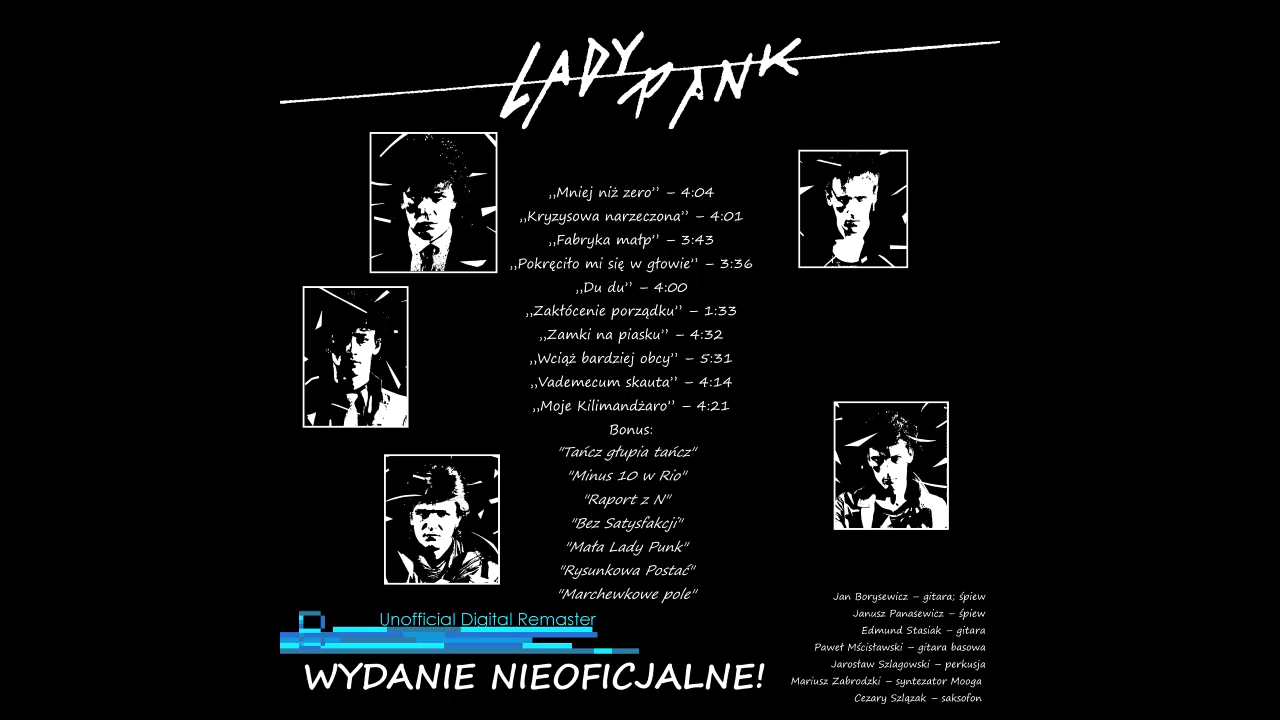 LADY PANK
„Mniej niż zero” – 4:04
„Kryzysowa narzeczona” – 4:01
„Fabryka małp” – 3:43
„Pokręciło mi się w głowie” – 3:36
„Du du” – 4:00
„Zakłócenie porządku” – 1:33
„Zamki na piasku” – 4:32
„Wciąż bardziej obcy” – 5:31
„Vademecum skauta” – 4:14
„Moje Kilimandżaro” – 4:21
Bonus:
"Tańcz głupia tańcz"
"Minus 10 w Rio"
"Raport z N"
"Bez Satysfakcji"
"Mała Lady Punk"
"Rysunkowa Postać"
"Marchewkowe pole"
Unofficial Digital Remaster
WYDANIE NIEOFICJALNE!
Jan Borysewicz – gitara; śpiew
Janusz Panasewicz – śpiew
Edmund Stasiak – gitara
Paweł Mścisławski – gitara basowa
Jarosław Szlagowski – perkusja
Mariusz Zabrodzki – syntezator Mooga
Cezary Szlązak – saksofon